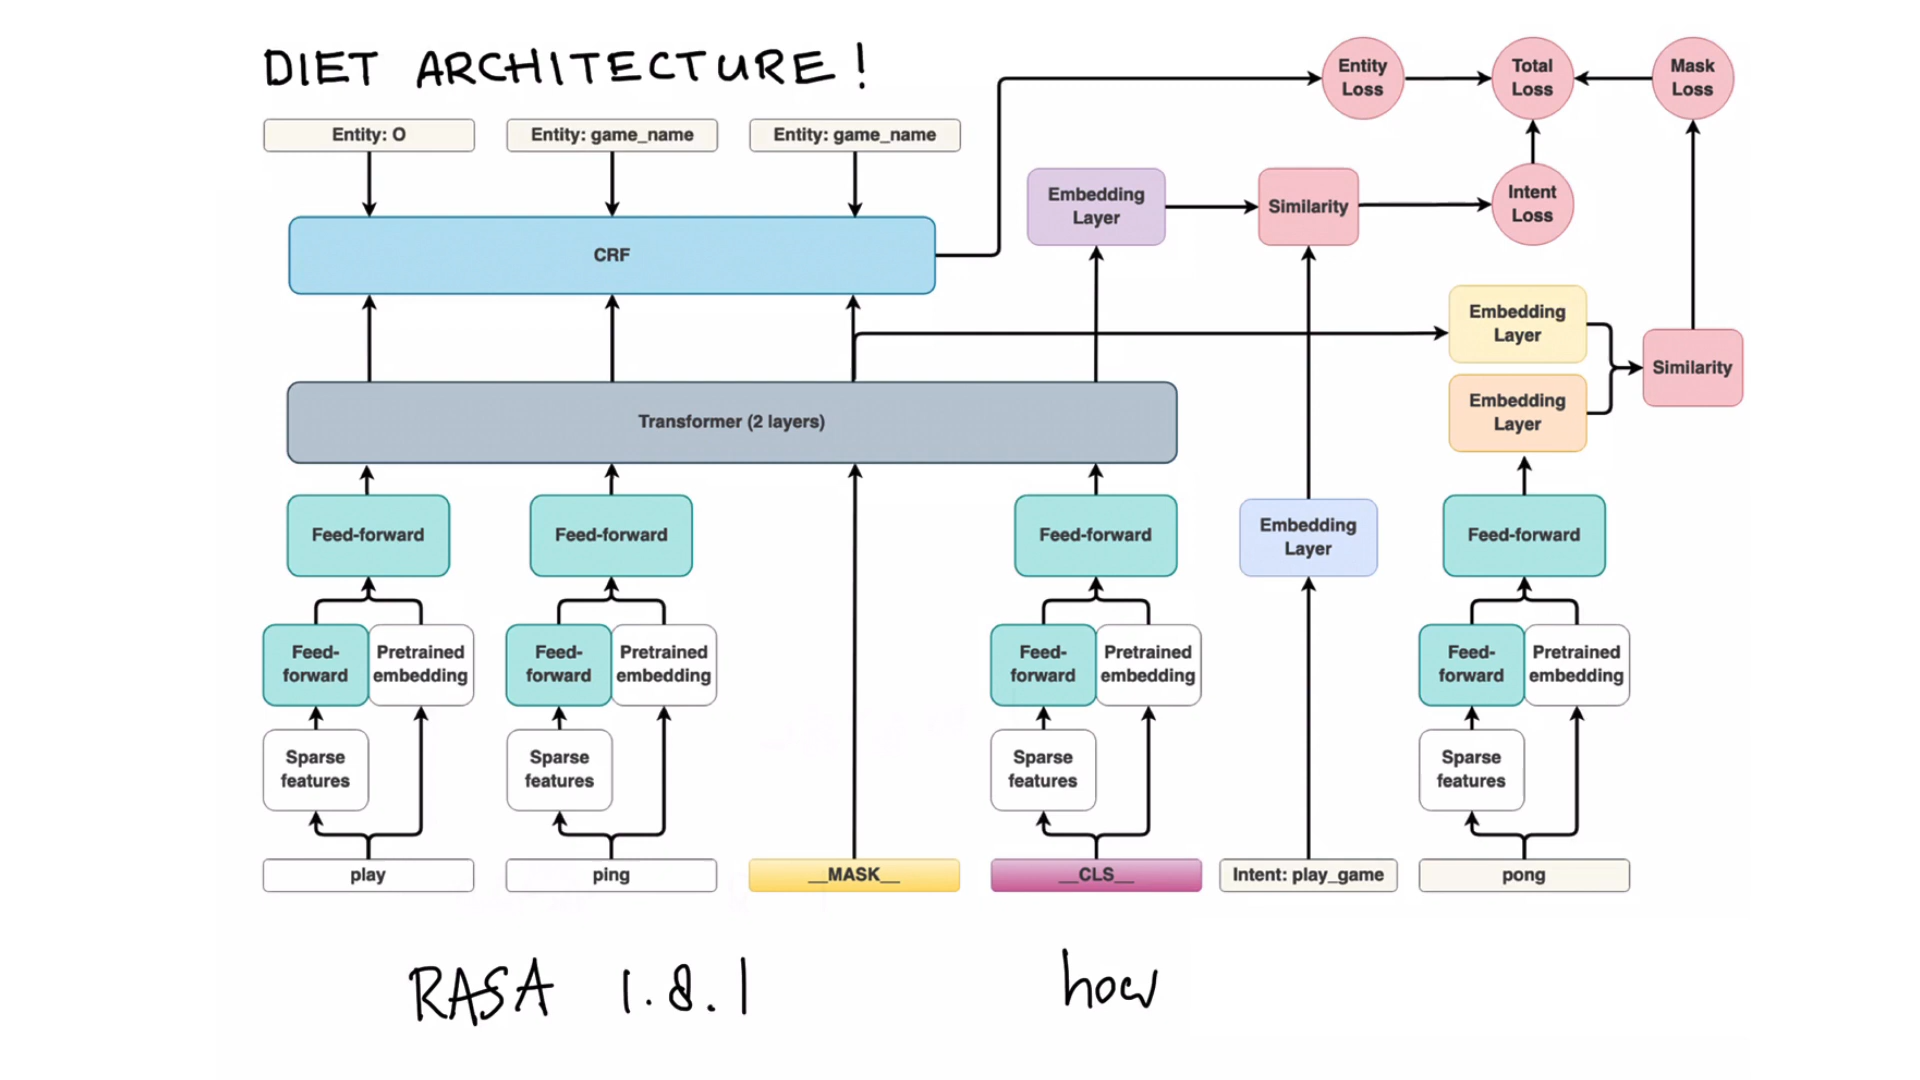 DIET ARCHITECTURE!
Entity Loss
Total Loss
Mask Loss
Entity: O
Entity: game_name
Entity: game_name
Embedding Layer
Similarity
Intent Loss
CRF
Embedding Layer
Similarity
Embedding Layer
Transformer (2 layers)
Feed-forward
Feed-forward
Feed-forward
Embedding Layer
Feed-forward
Feed-forward
Pretrained embedding
Feed-forward
Pretrained embedding
Feed-forward
Pretrained embedding
Feed-forward
Pretrained embedding
Sparse features
Sparse features
Sparse features
Sparse features
play
ping
__MASK__
__CLS__
Intent: play_game
pong
RASA 1.8.1
how